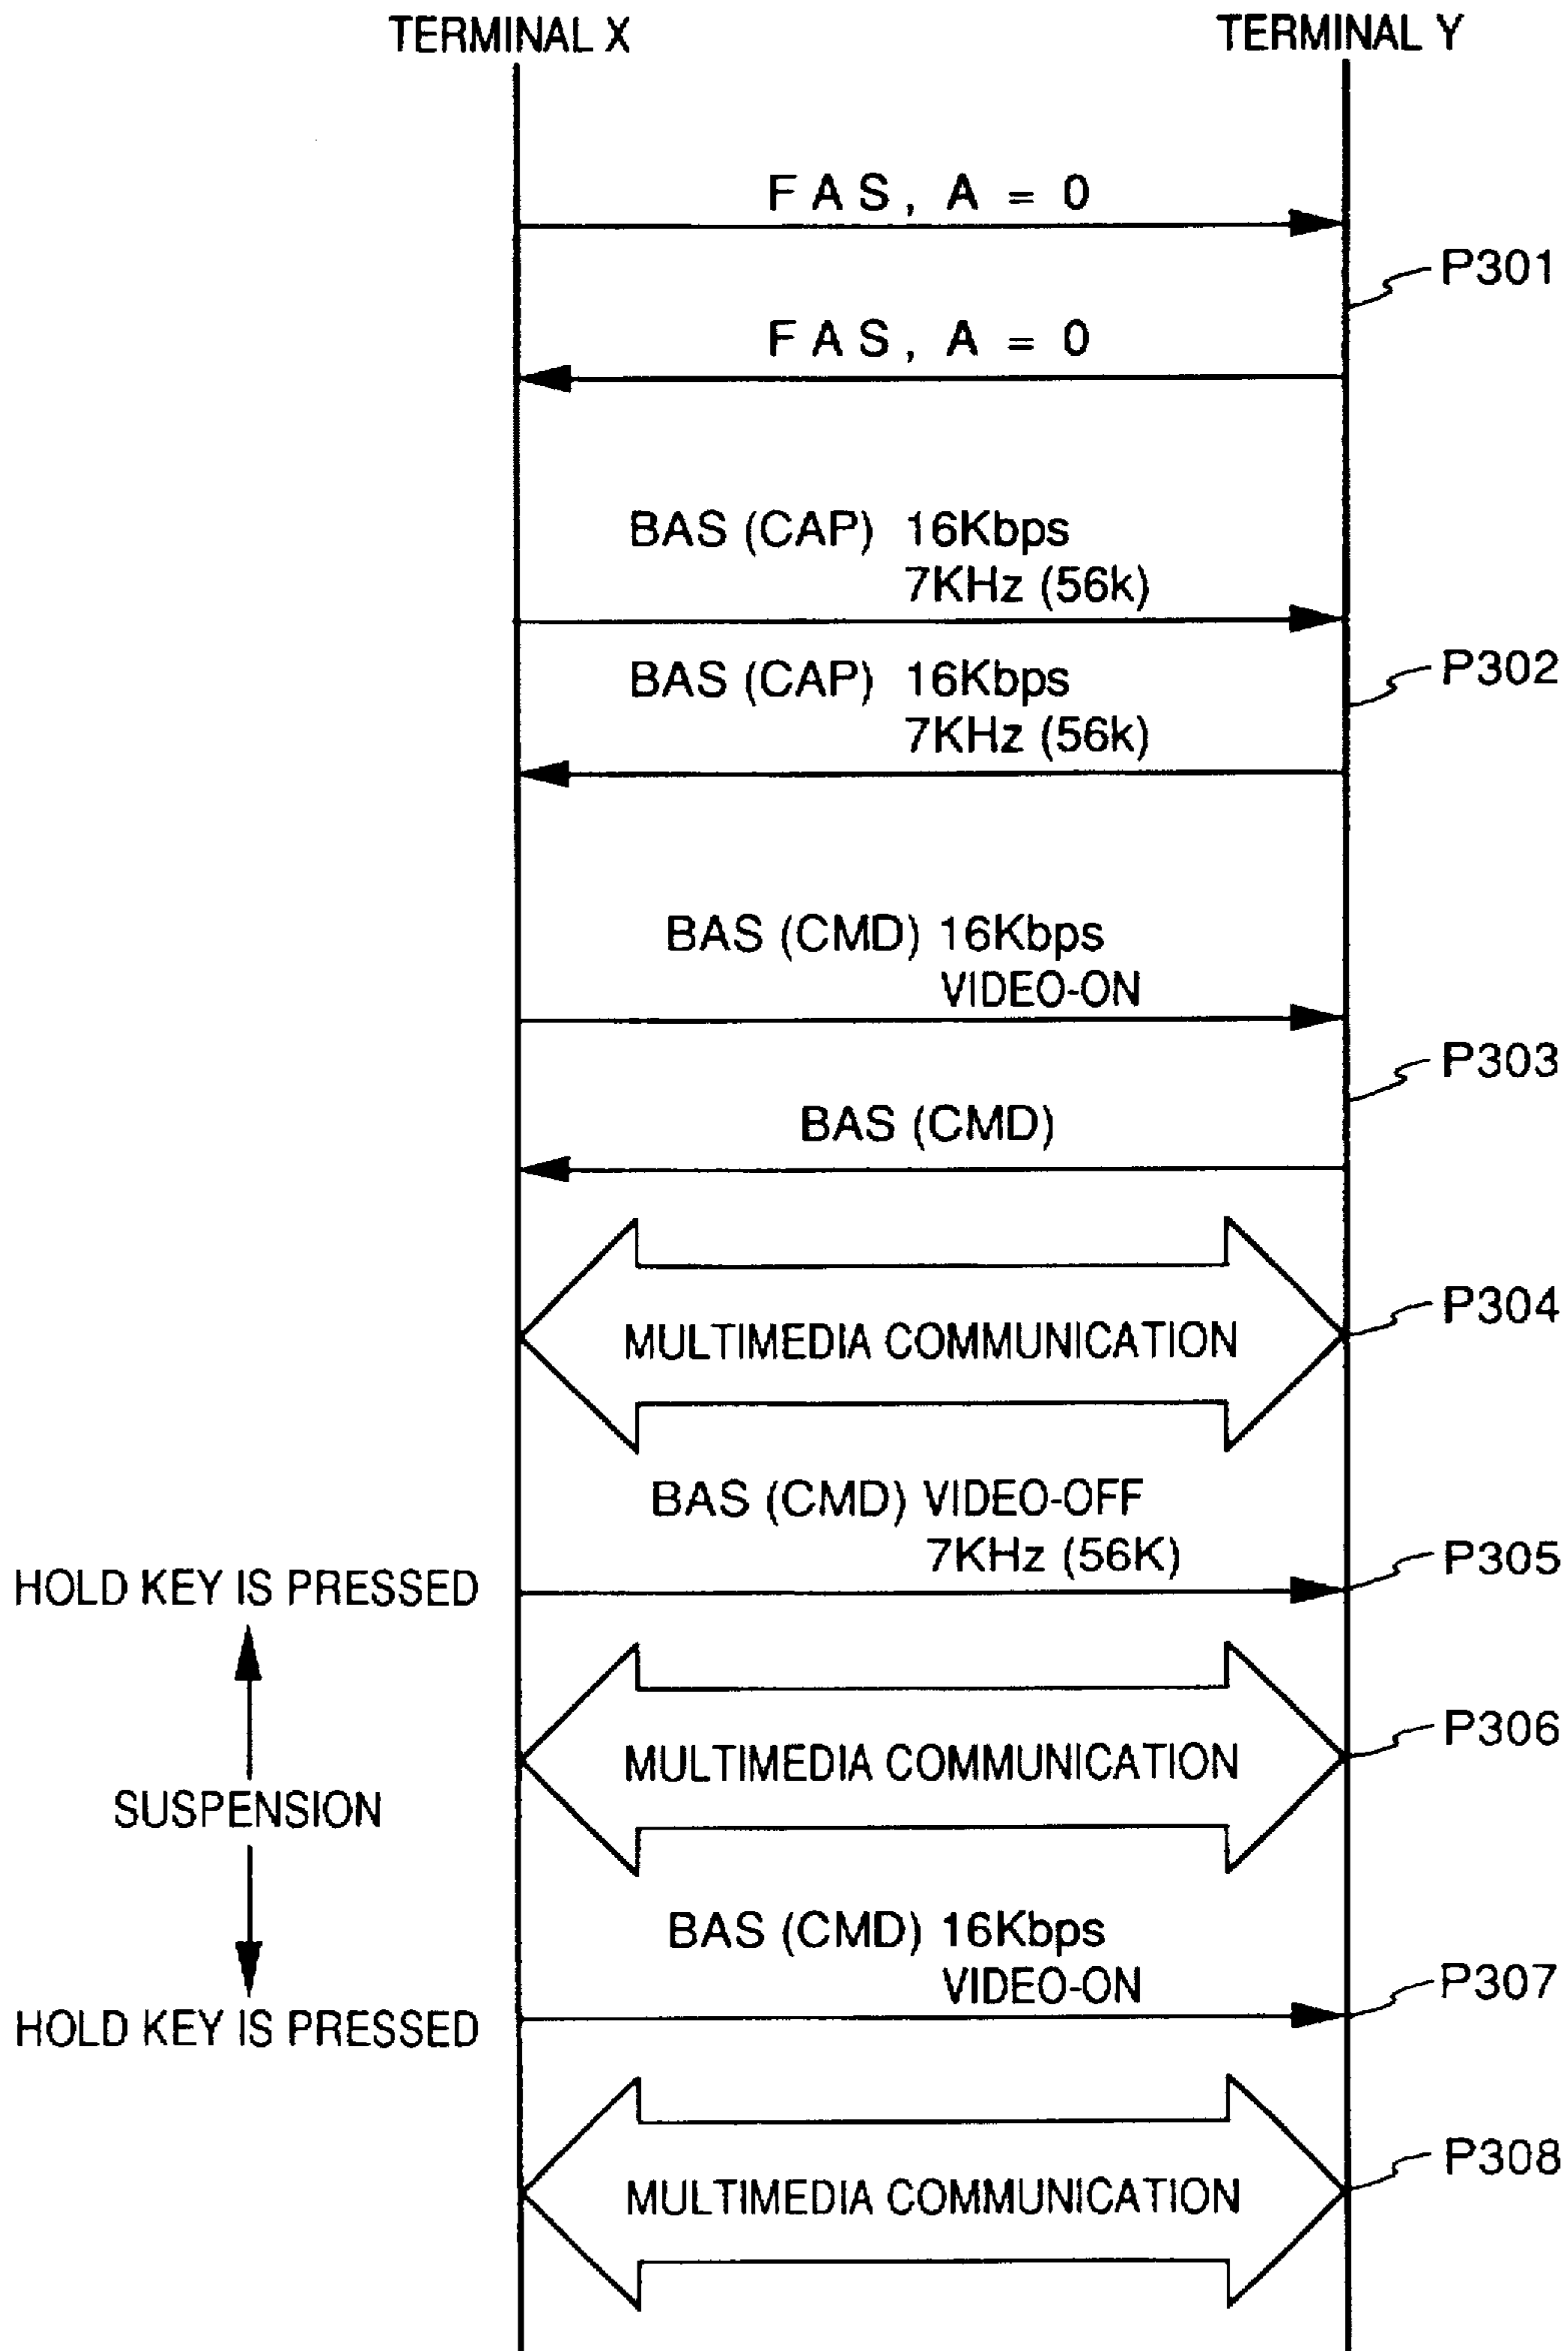 TERMINAL X
TERMINAL Y
FAS, A = 0
P301
FAS, A = 0
BAS (CAP) 16Kbps
7KHz (56k)
BAS (CAP) 16Kbps
P302
7KHz (56k)
BAS (CMD) 16Kbps
VIDEO-ON
P303
BAS (CMD)
P304
MULTIMEDIA COMMUNICATION
BAS (CMD) VIDEO-OFF
7KHz (56K)
P305
HOLD KEY IS PRESSED
P306
MULTIMEDIA COMMUNICATION
SUSPENSION
BAS (CMD) 16Kbps
VIDEO-ON
P307
HOLD KEY IS PRESSED
P308
MULTIMEDIA COMMUNICATION